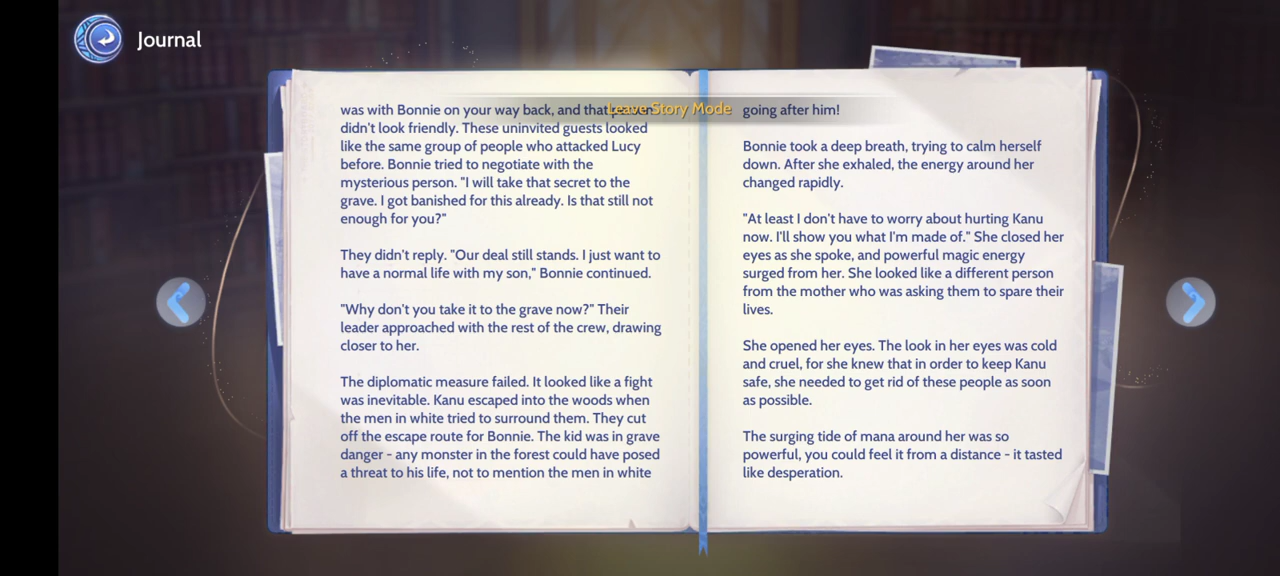 Journal
Leave Story Mode
was with Bonnie on your way back, and that person
didn't look friendly. These uninvited guests looked
like the same group of people who attacked Lucy
before. Bonnie tried to negotiate with the
mysterious person. "I will take that secret to the
grave. I got banished for this already. Is that still not
enough for you?"
They didn't reply. "Our deal still stands. I just want to
have a normal life with my son," Bonnie continued.
"Why don't you take it to the grave now?" Their
leader approached with the rest of the crew, drawing
closer to her.
The diplomatic measure failed. It looked like a fight
was inevitable. Kanu escaped into the woods when
the men in white tried to surround them. They cut
off the escape route for Bonnie. The kid was in grave
danger - any monster in the forest could have posed
a threat to his life, not to mention the men in white
going after him!
Bonnie took a deep breath, trying to calm herself
down. After she exhaled, the energy around her
changed rapidly.
"At least I don't have to worry about hurting Kanu
now. I'll show you what I'm made of." She closed her
eyes as she spoke, and powerful magic energy
surged from her. She looked like a different person
from the mother who was asking them to spare their
lives.
She opened her eyes. The look in her eyes was cold
and cruel, for she knew that in order to keep Kanu
safe, she needed to get rid of these people as soon
as possible.
The surging tide of mana around her was so
powerful, you could feel it from a distance - it tasted
like desperation.